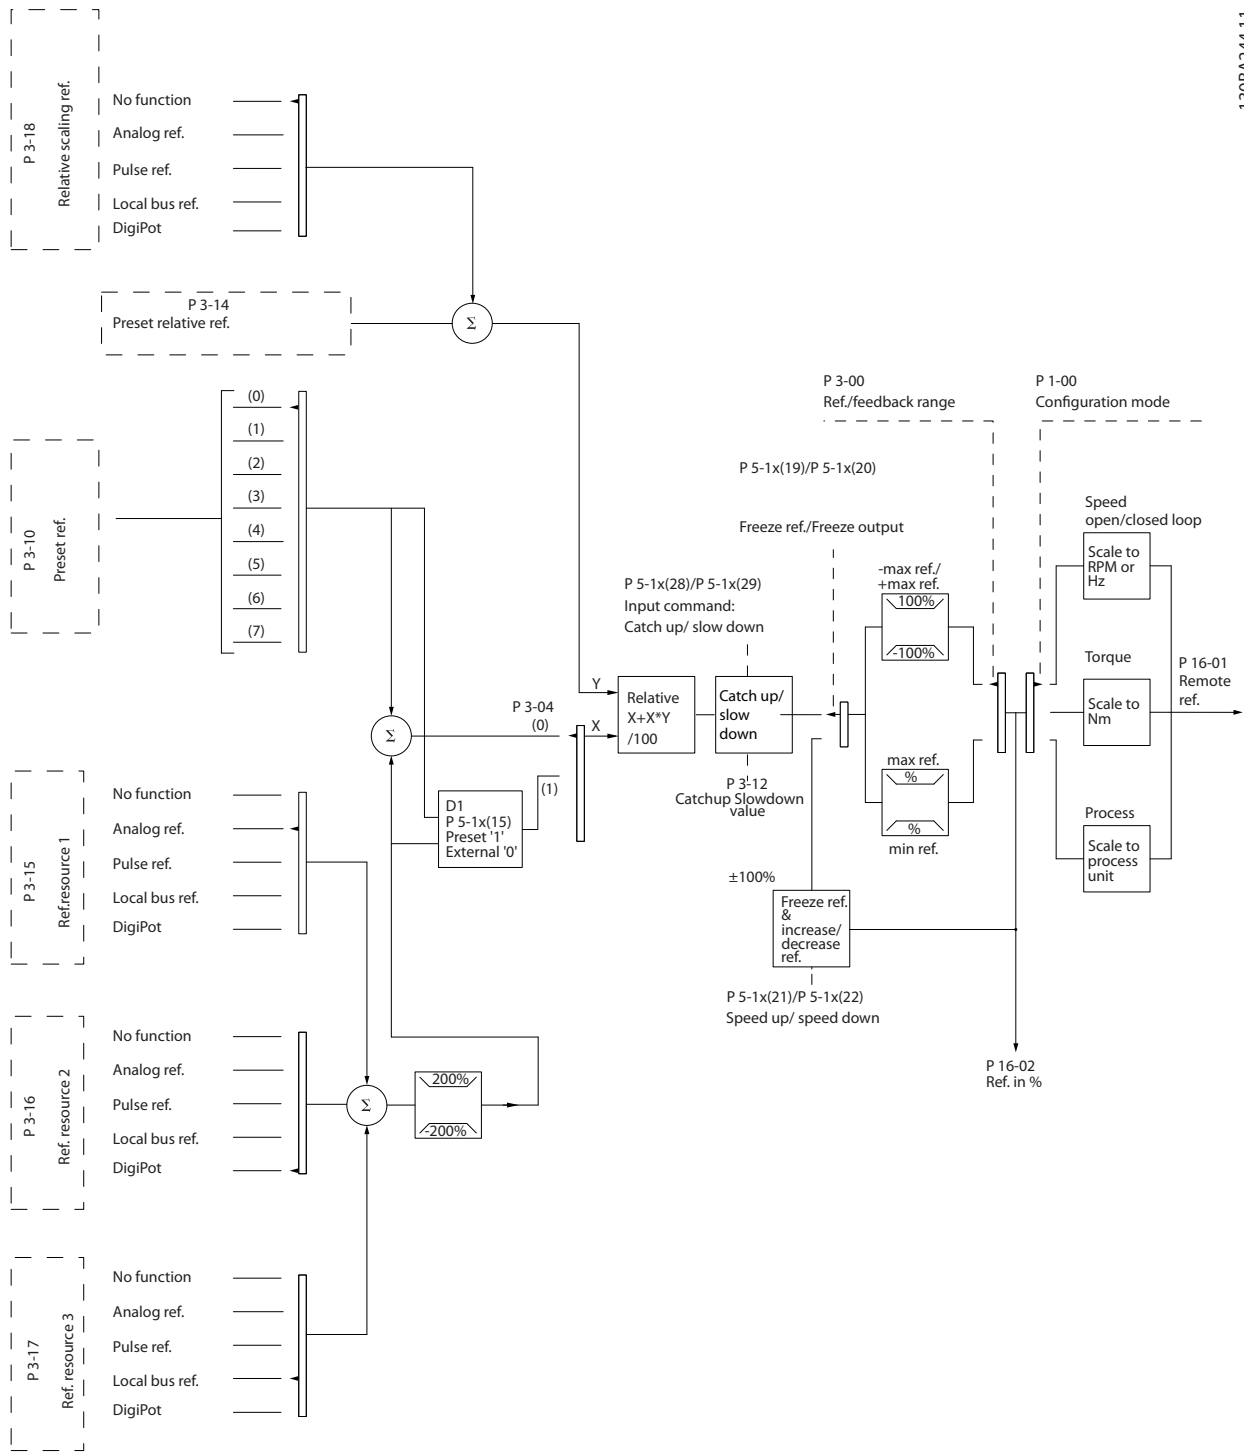 130BA244.11
P 3-18
Relative scaling ref.
No function
Analog ref.
Pulse ref.
Local bus ref.
DigiPot
P 3-14
Preset relative ref.
Σ
P 3-10
Preset ref.
(0)
(1)
(2)
(3)
(4)
(5)
(6)
(7)
P 3-00
Ref./feedback range
P 1-00
Configuration mode
P 5-1x(19)/P 5-1x(20)
Freeze ref./Freeze output
Speed
open/closed loop
Scale to
RPM or
Hz
-max ref./
+max ref.
100%
-100%
P 5-1x(28)/P 5-1x(29)
Input command:
Catch up/ slow down
Torque
Scale to
Nm
P 16-01
Remote
ref.
Y
X
Relative
X+X*Y
/100
Catch up/
slow
down
P 3-04
(0)
(1)
Σ
P 3-12
Catchup Slowdown
value
max ref.
%
%
min ref.
Process
Scale to
process
unit
D1
P 5-1x(15)
Preset '1'
External '0'
P 3-15
Ref.resource 1
No function
Analog ref.
Pulse ref.
Local bus ref.
DigiPot
±100%
Freeze ref.
&
increase/
decrease
ref.
P 5-1x(21)/P 5-1x(22)
Speed up/ speed down
P 16-02
Ref. in %
P 3-16
Ref. resource 2
No function
Analog ref.
Pulse ref.
Local bus ref.
DigiPot
Σ
200%
-200%
P 3-17
Ref. resource 3
No function
Analog ref.
Pulse ref.
Local bus ref.
DigiPot